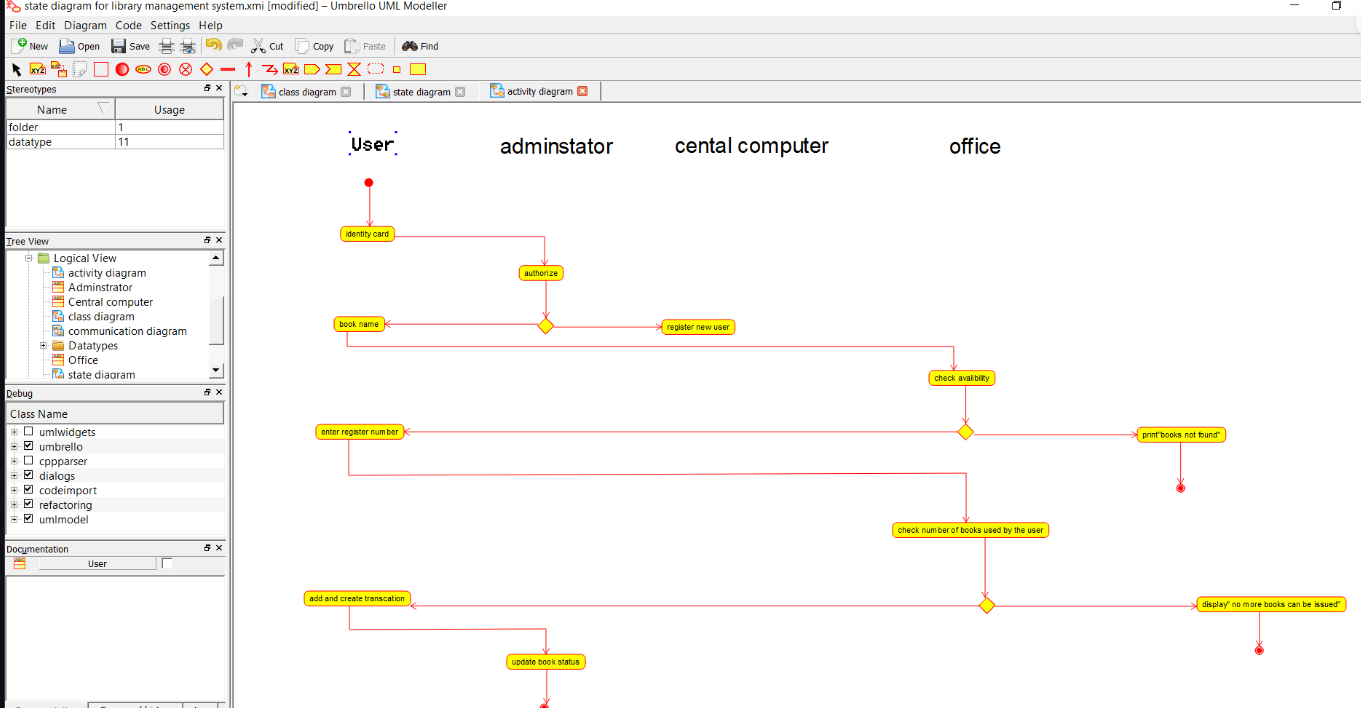 state diagram for library management system.xmi [modified] – Umbrello UML Modeller
File Edit Diagram Code Settings Help
New Open Save Cut Copy Paste Find
XYZ ABC XYZ
Stereotypes
class diagram state diagram activity diagram
Name Usage
folder 1
datatype 11
User adminstator cental computer office
identity card
authorize
book name register new user
check avalibility
enter register number print"books not found"
check number of books used by the user
add and create transcation display" no more books can be issued"
update book status
Tree View
Logical View
activity diagram
Adminstrator
Central computer
class diagram
communication diagram
Datatypes
Office
state diagram
Debug
Class Name
umlwidgets
umbrello
cppparser
dialogs
codeimport
refactoring
umlmodel
Documentation
User